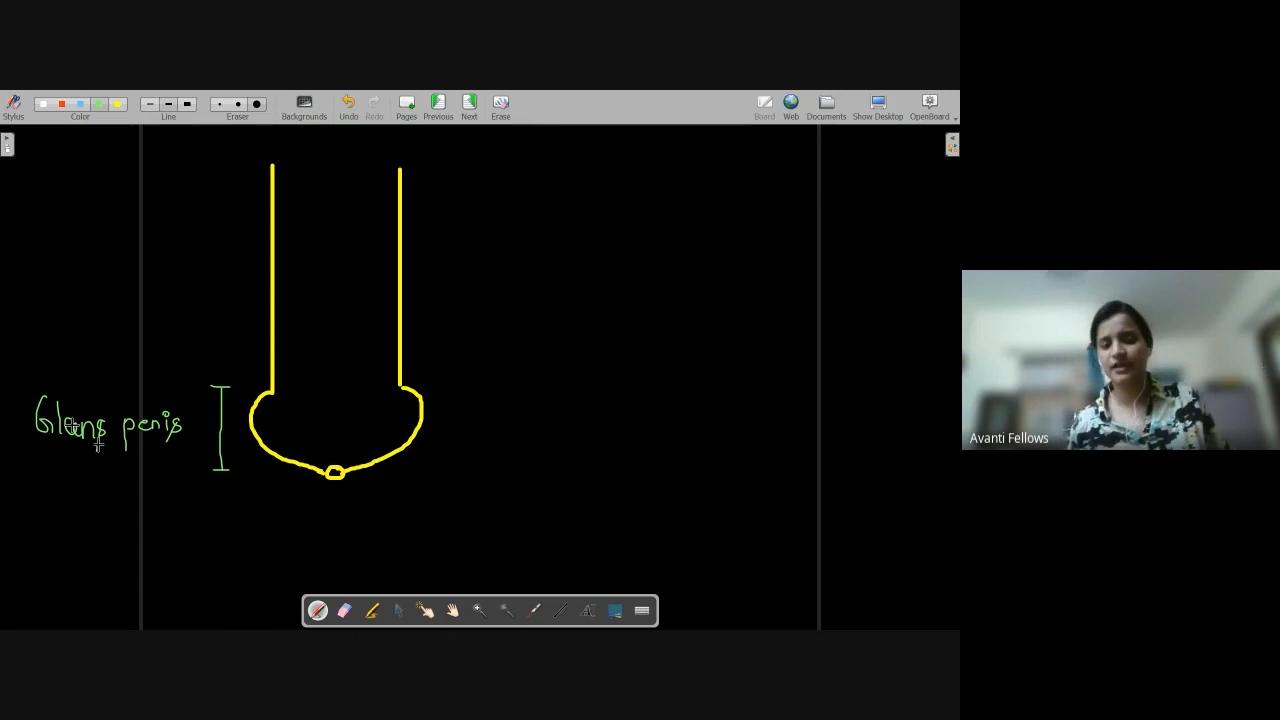 Stylus
Color
Line
Eraser
Backgrounds
Undo
Redo
Pages
Previous
Next
Erase
Board
Web
Documents
Show Desktop
OpenBoard
Glans penis
Avanti Fellows